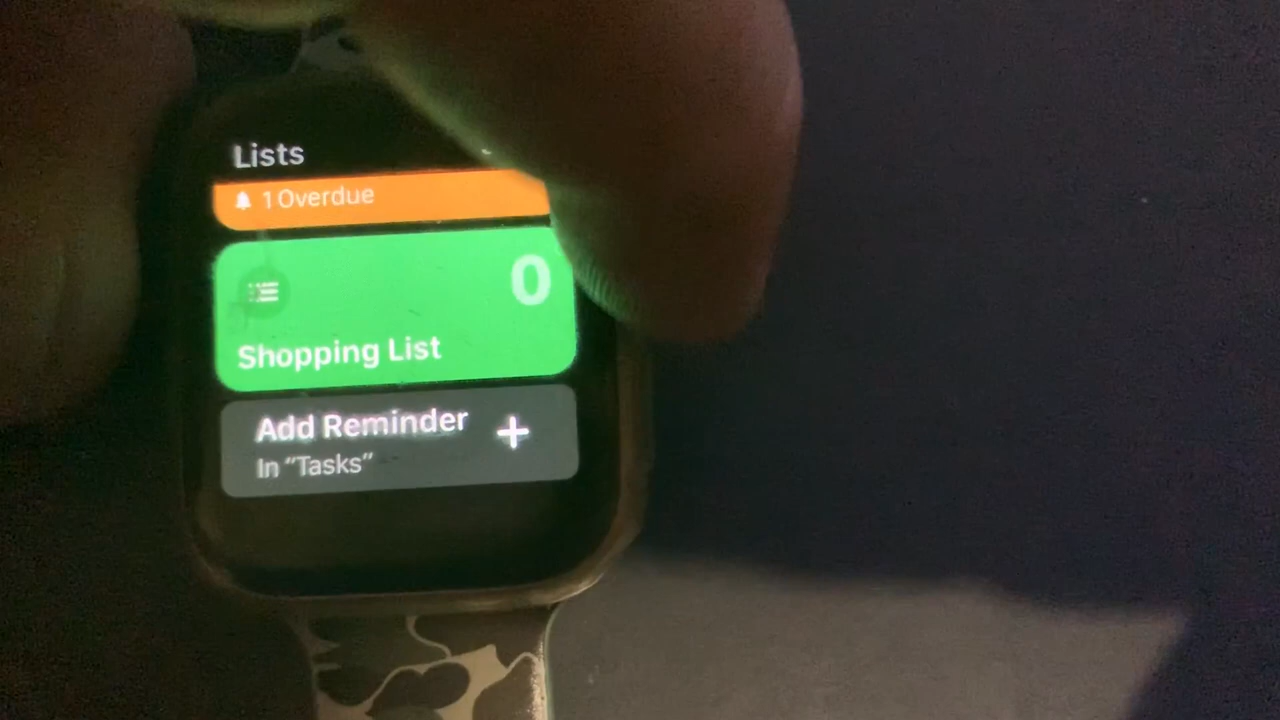 Lists
1 Overdue
0
Shopping List
Add Reminder
+
In “Tasks”